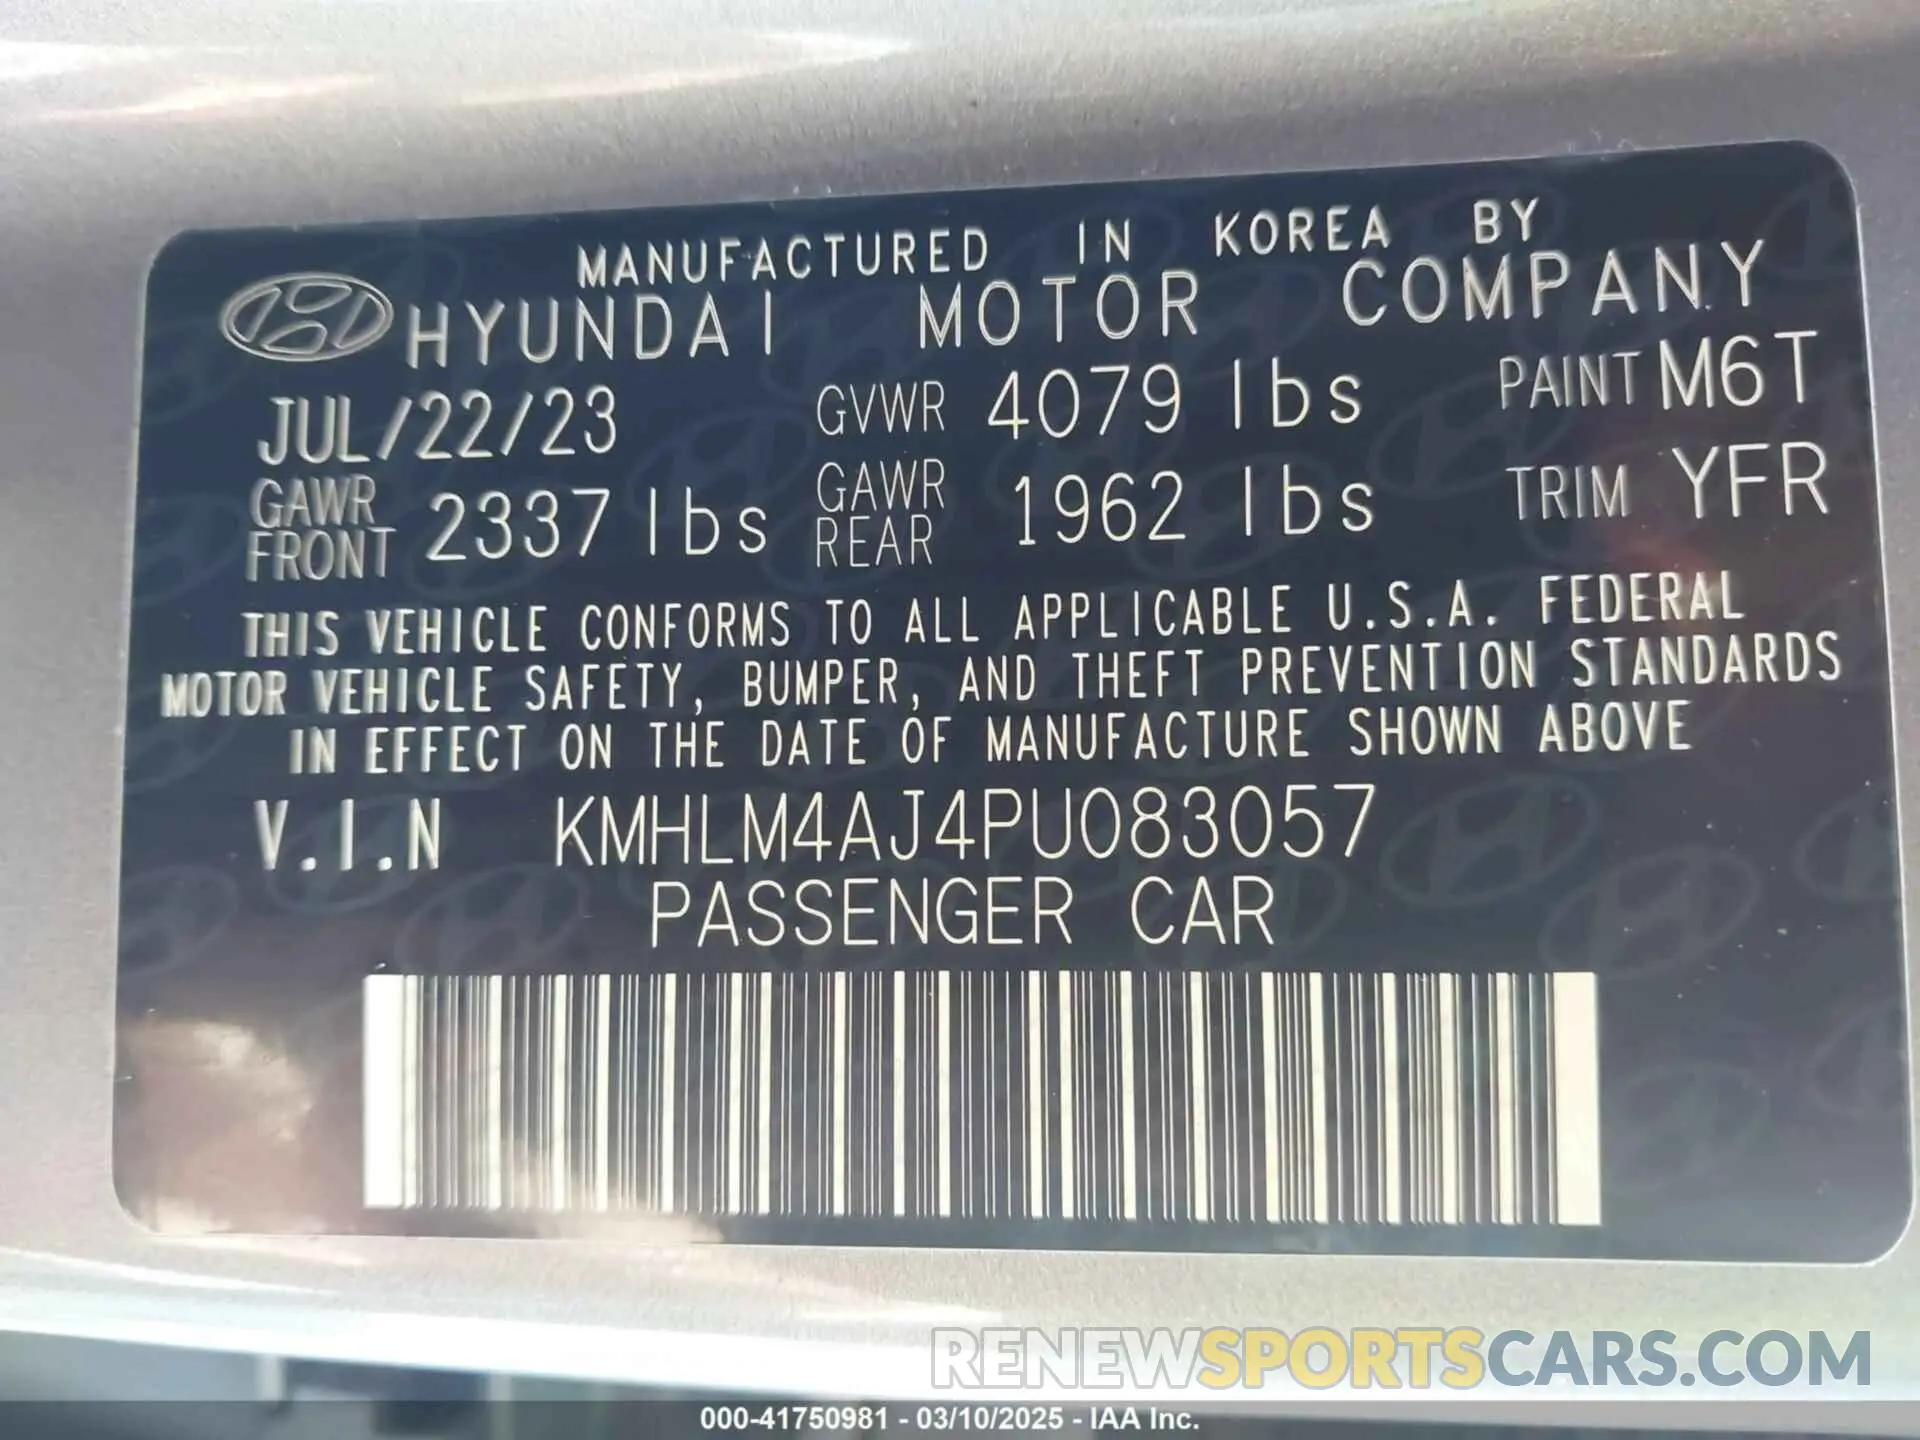 MANUFACTURED IN KOREA BY
HYUNDAI MOTOR COMPANY
JUL/22/23 GVWR 4079 lbs PAINT M6T
GAWR FRONT 2337 lbs GAWR REAR 1962 lbs TRIM YFR
THIS VEHICLE CONFORMS TO ALL APPLICABLE U.S.A. FEDERAL
MOTOR VEHICLE SAFETY, BUMPER, AND THEFT PREVENTION STANDARDS
IN EFFECT ON THE DATE OF MANUFACTURE SHOWN ABOVE
V.I.N KMHLM4AJ4PU083057
PASSENGER CAR
RENEWSPORTSCARS.COM
000-41750981 - 03/10/2025 - IAA Inc.